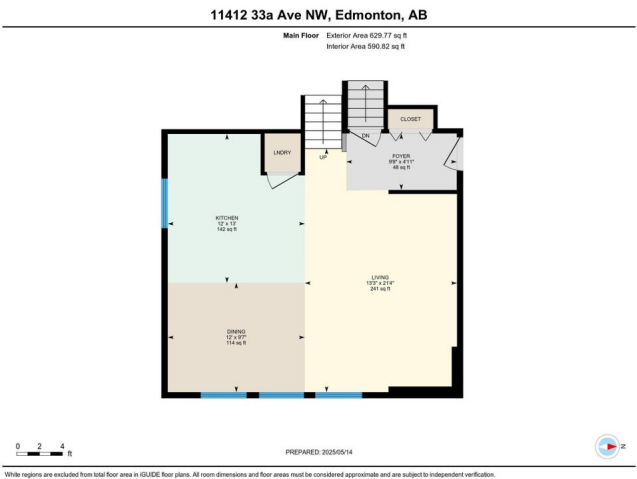 11412 33a Ave NW, Edmonton, AB
Main Floor Exterior Area 629.77 sq ft
Interior Area 590.82 sq ft
CLOSET
DN
LNDRY
UP
FOYER
9'8" x 4'11"
46 sq ft
KITCHEN
12' x 13'
142 sq ft
LIVING
13'3" x 21'4"
241 sq ft
DINING
12' x 9'7"
114 sq ft
0 2 4
ft
PREPARED: 2025/05/14
N
White regions are excluded from total floor area in iGUIDE floor plans. All room dimensions and floor areas must be considered approximate and are subject to independent verification.